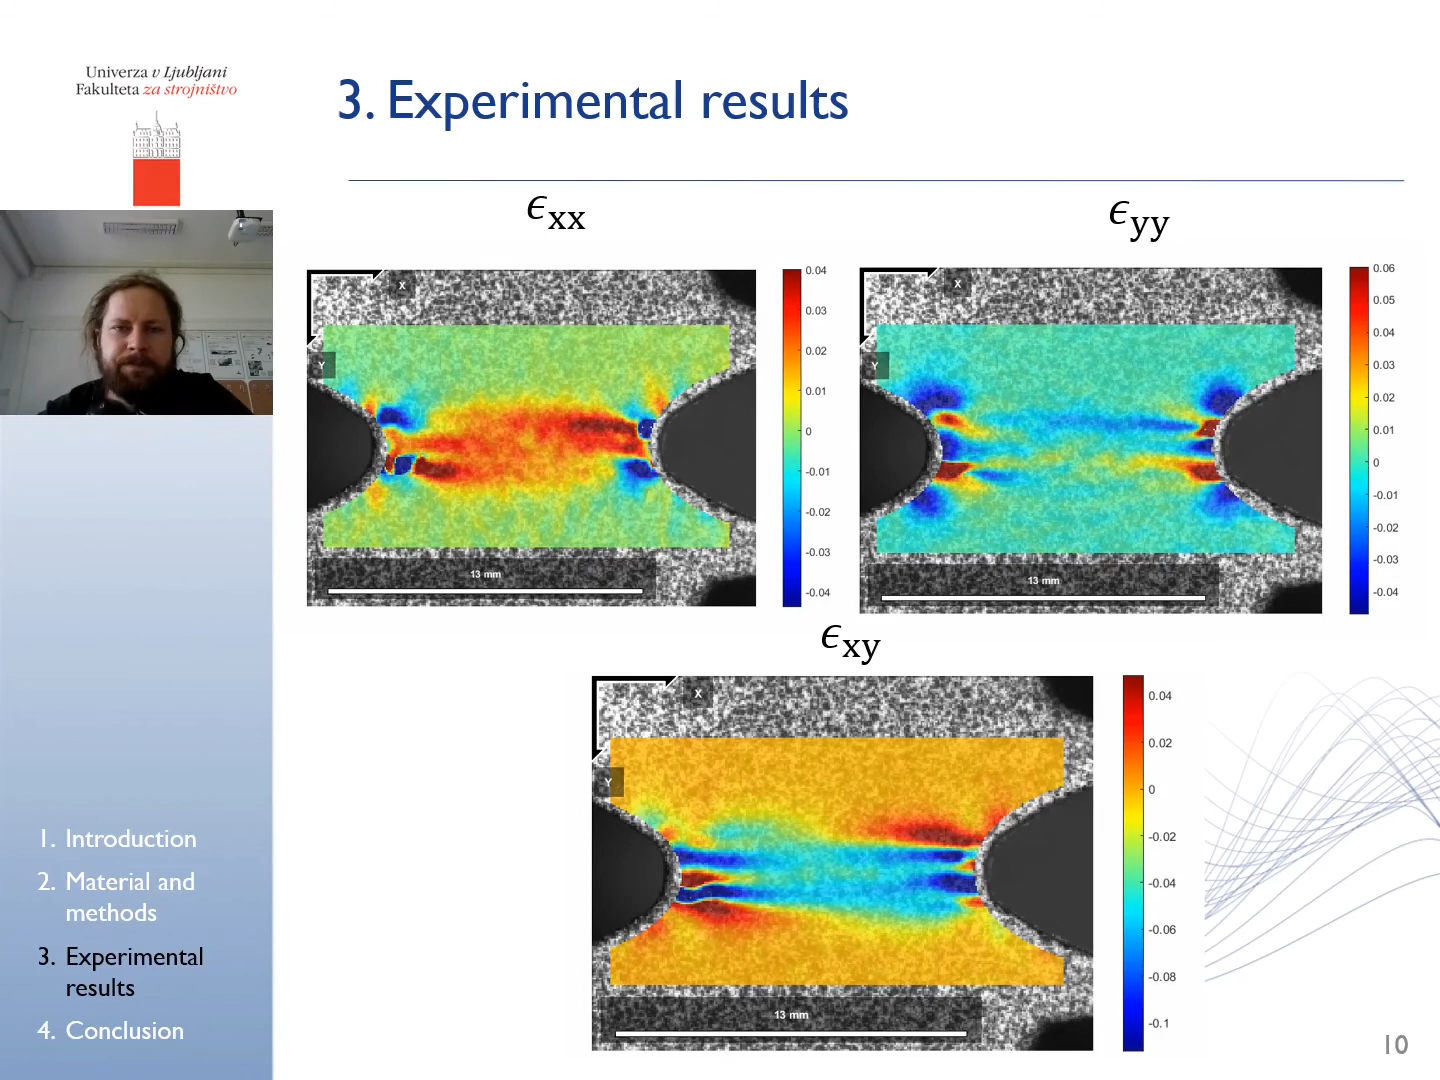 Univerza v Ljubljani
Fakulteta za strojništvo
3. Experimental results
ϵxx
ϵyy
X
Y
13 mm
0.04
0.03
0.02
0.01
0
-0.01
-0.02
-0.03
-0.04
X
Y
13 mm
0.06
0.05
0.04
0.03
0.02
0.01
0
-0.01
-0.02
-0.03
-0.04
ϵxy
X
Y
13 mm
0.04
0.02
0
-0.02
-0.04
-0.06
-0.08
-0.1
1. Introduction
2. Material and
methods
3. Experimental
results
4. Conclusion
10